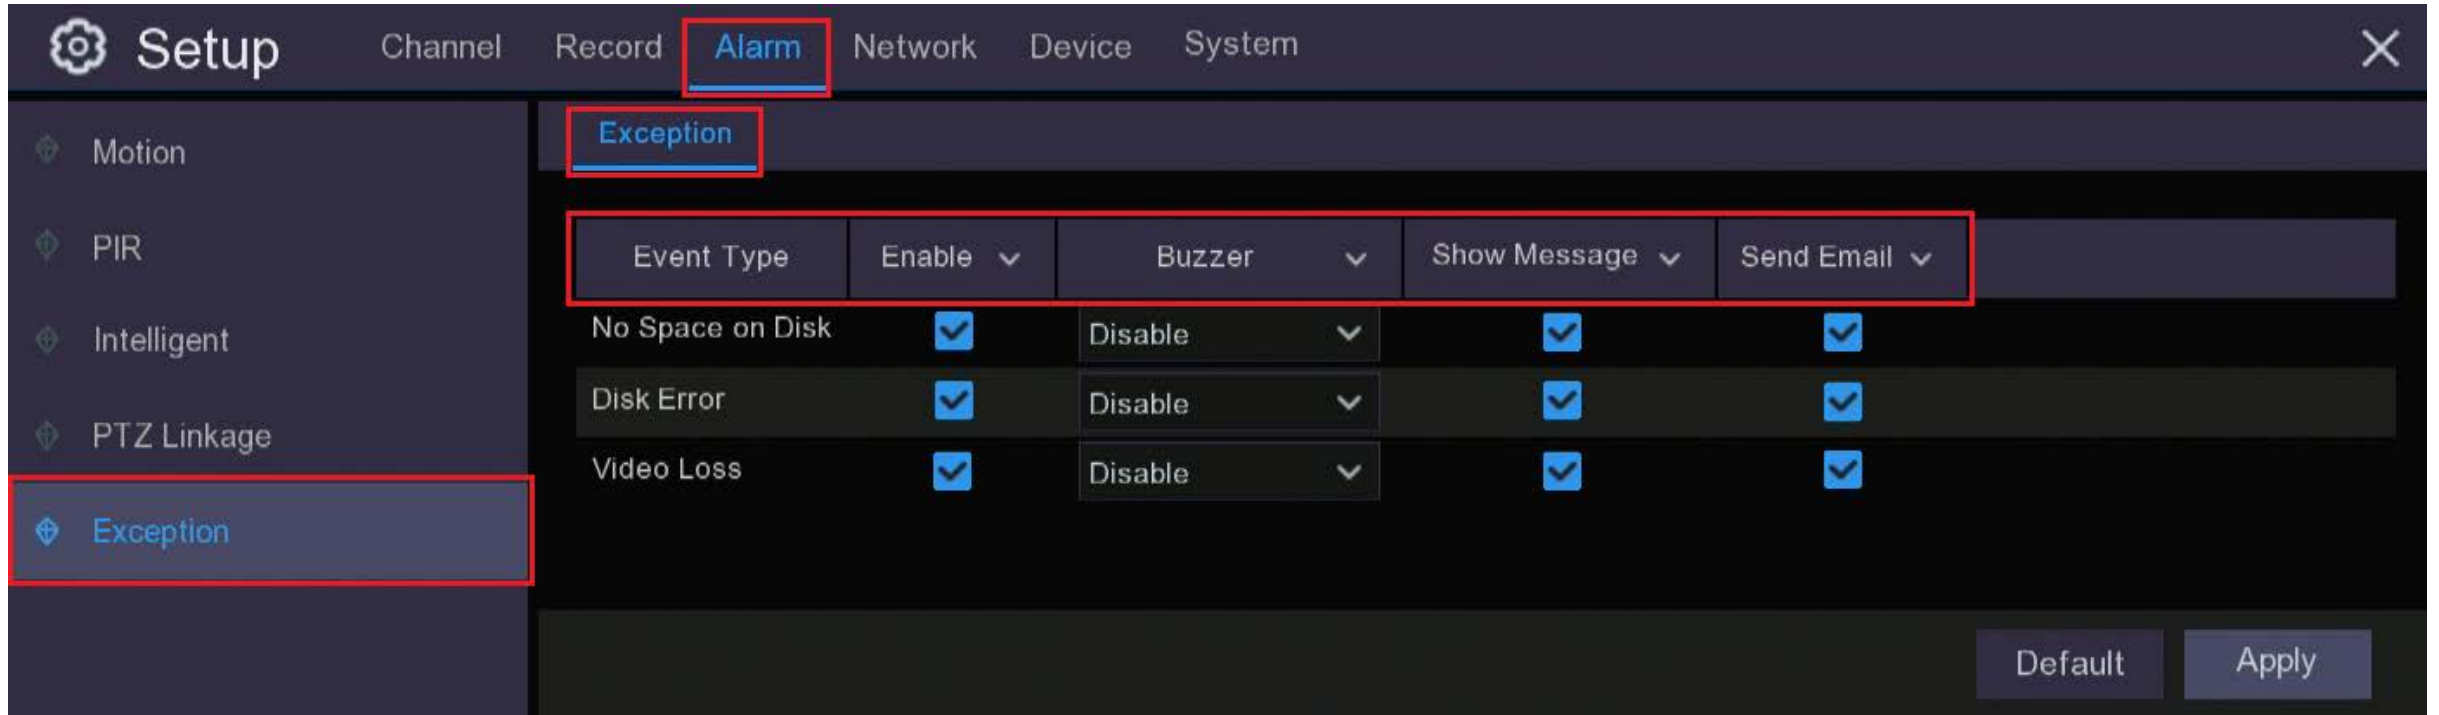 Setup Channel Record Alarm Network Device System
Motion
PIR
Intelligent
PTZ Linkage
Exception
Exception
Event Type Enable Buzzer Show Message Send Email
No Space on Disk Disable
Disk Error Disable
Video Loss Disable
Default Apply